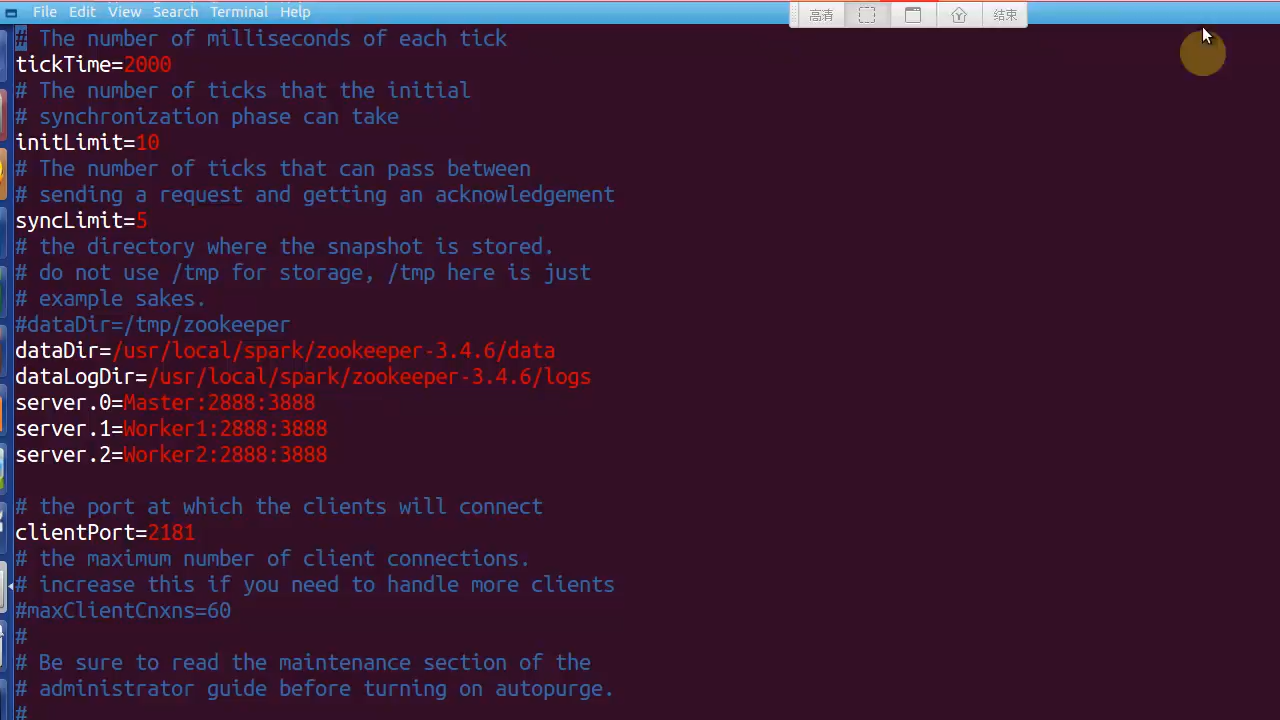 File Edit View Search Terminal Help
高清 结束
# The number of milliseconds of each tick
tickTime=2000
# The number of ticks that the initial
# synchronization phase can take
initLimit=10
# The number of ticks that can pass between
# sending a request and getting an acknowledgement
syncLimit=5
# the directory where the snapshot is stored.
# do not use /tmp for storage, /tmp here is just
# example sakes.
#dataDir=/tmp/zookeeper
dataDir=/usr/local/spark/zookeeper-3.4.6/data
dataLogDir=/usr/local/spark/zookeeper-3.4.6/logs
server.0=Master:2888:3888
server.1=Worker1:2888:3888
server.2=Worker2:2888:3888
# the port at which the clients will connect
clientPort=2181
# the maximum number of client connections.
# increase this if you need to handle more clients
#maxClientCnxns=60
#
# Be sure to read the maintenance section of the
# administrator guide before turning on autopurge.
#